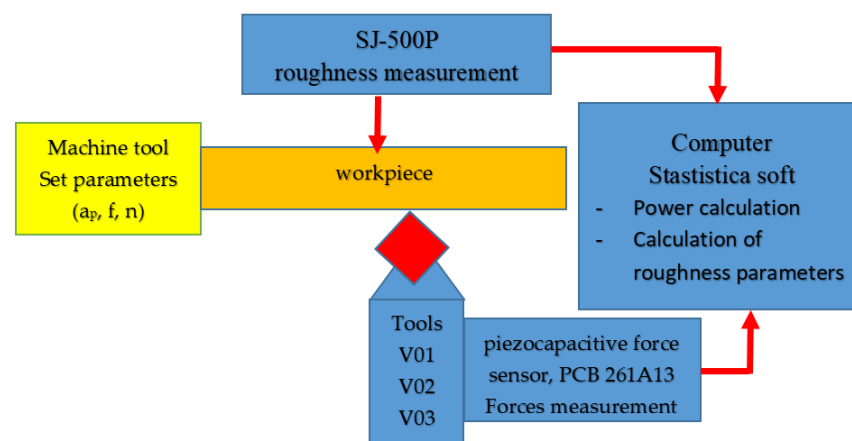 SJ-500P
roughness measurement
Machine tool
Set parameters
(aₚ, f, n)
workpiece
Computer
Stastistica soft
- Power calculation
- Calculation of
roughness parameters
Tools
V01
V02
V03
piezocapacitive force
sensor, PCB 261A13
Forces measurement